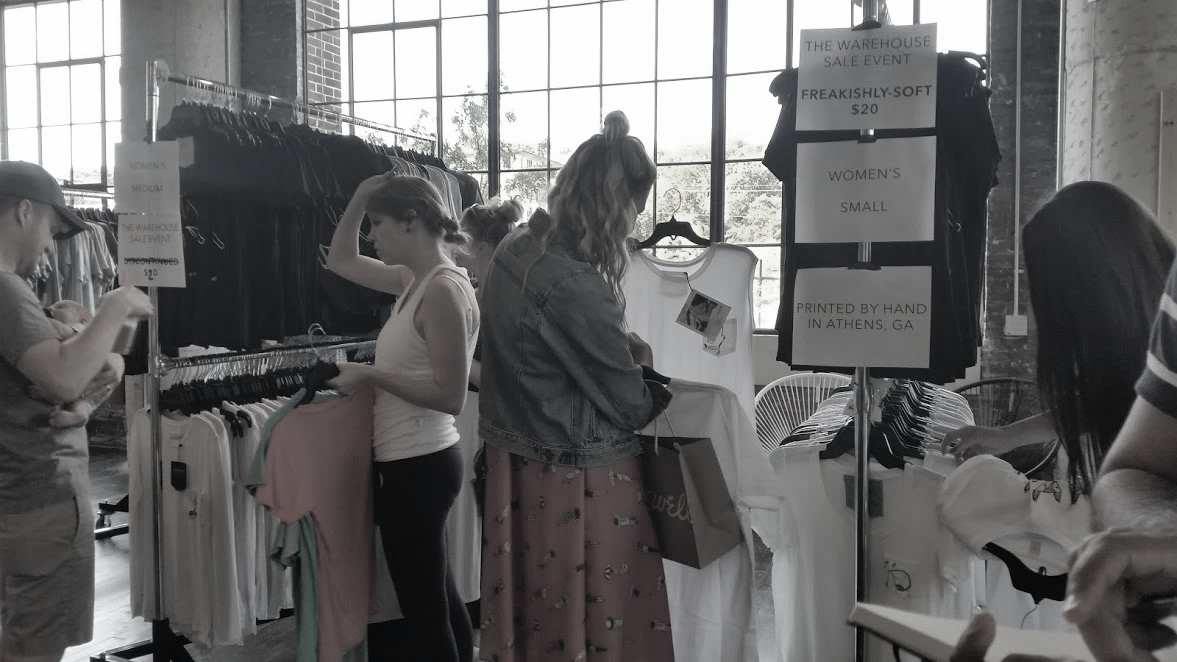 WOMEN'S
MEDIUM
THE WAREHOUSE
SALE EVENT
DISCONTINUED
$10
THE WAREHOUSE
SALE EVENT
FREAKISHLY-SOFT
$20
WOMEN'S
SMALL
PRINTED BY HAND
IN ATHENS, GA